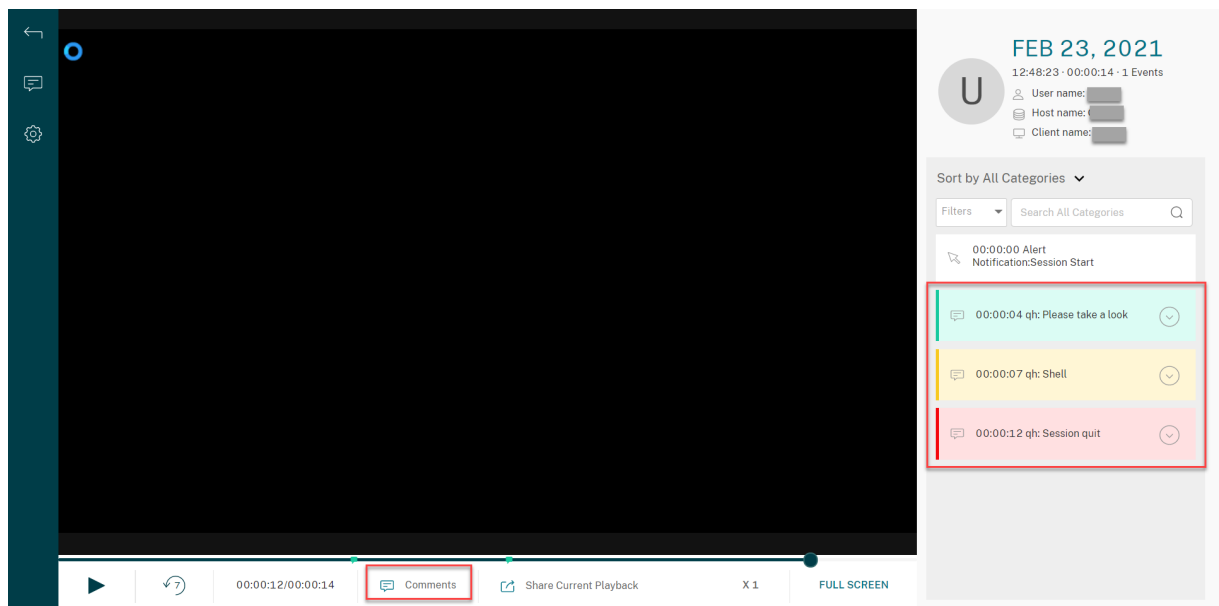 FEB 23, 2021
12:48:23 · 00:00:14 · 1 Events
U
User name:
Host name:
Client name:
Sort by All Categories
Filters
Search All Categories
00:00:00 Alert
Notification:Session Start
00:00:04 qh: Please take a look
00:00:07 qh: Shell
00:00:12 qh: Session quit
7
00:00:12/00:00:14
Comments
Share Current Playback
X 1
FULL SCREEN